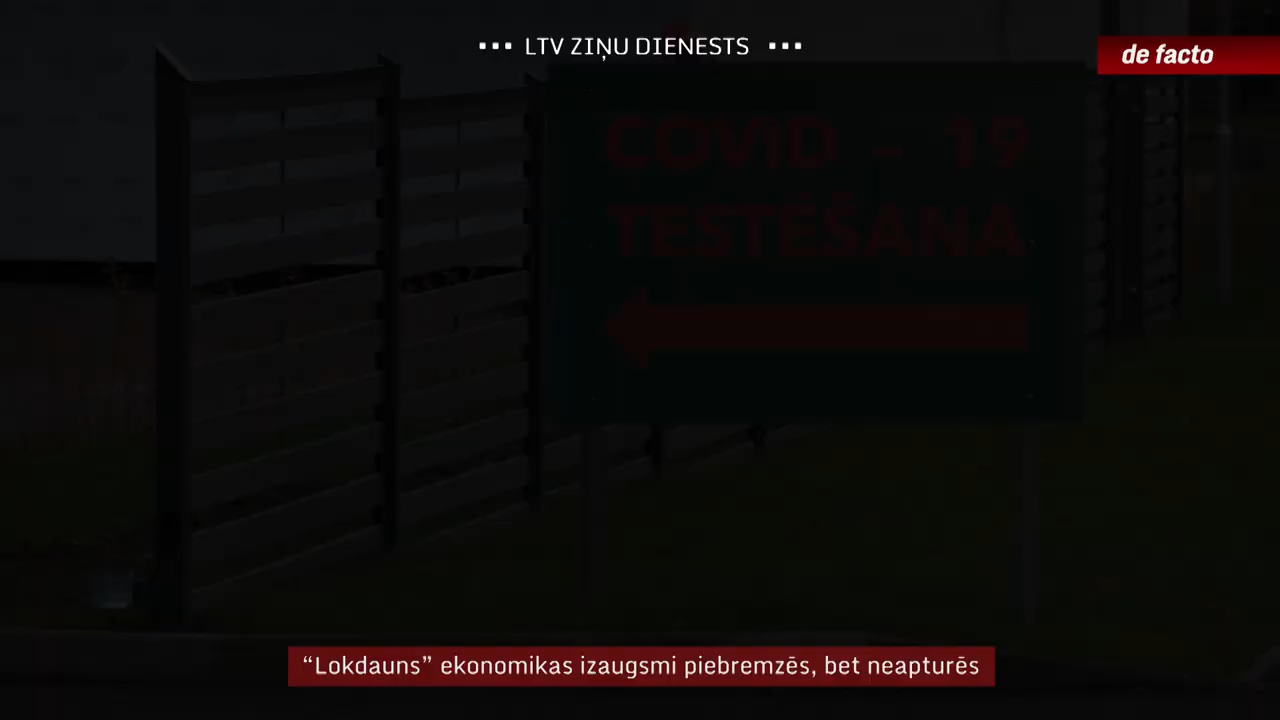 LTV ZIŅU DIENESTS
de facto
COVID - 19
TESTĒŠANA
“Lokdauns” ekonomikas izaugsmi piebremzēs, bet neapturēs